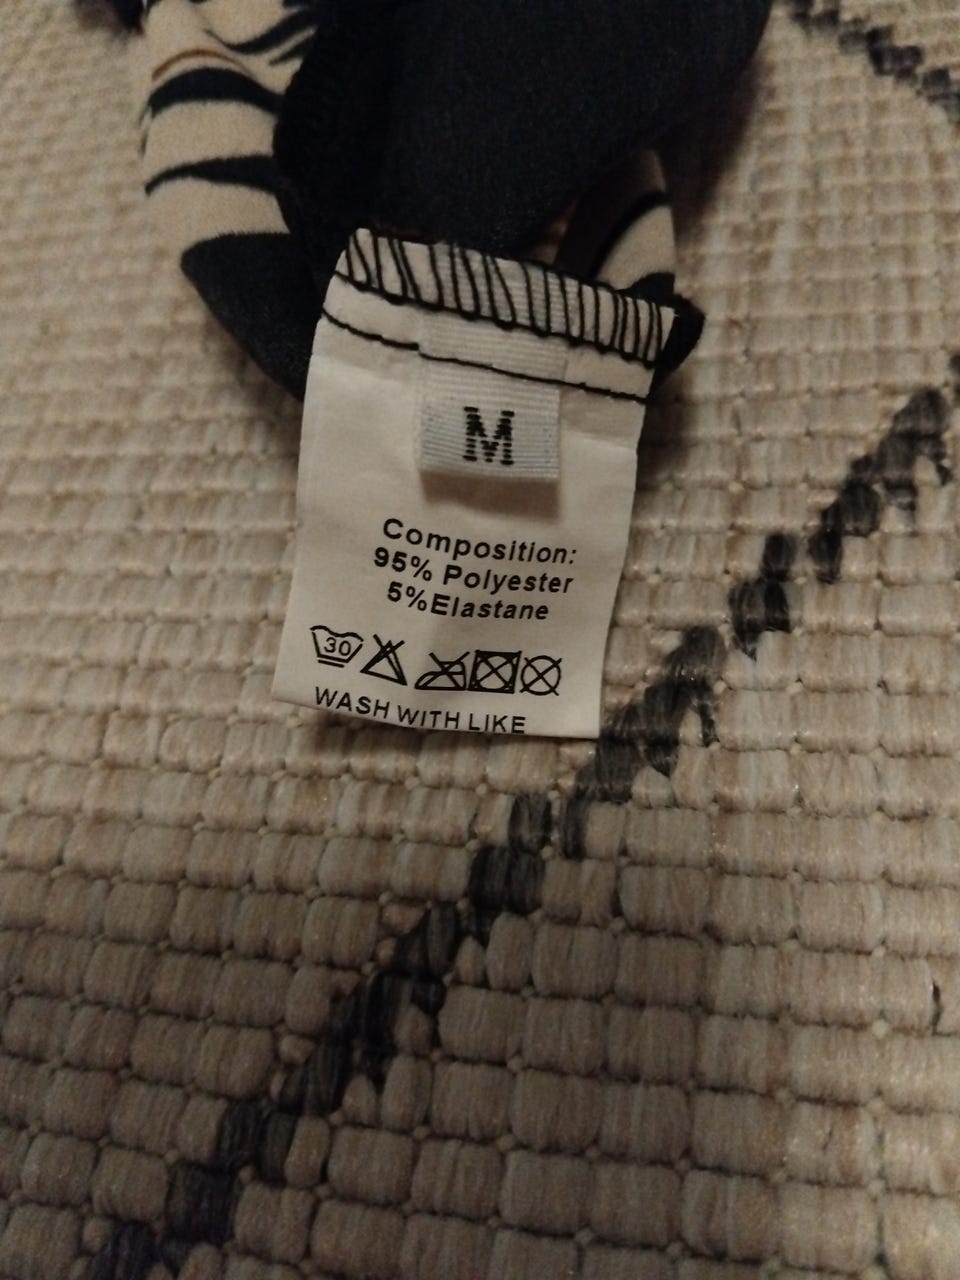 M
Composition:
95% Polyester
5%Elastane
30
WASH WITH LIKE